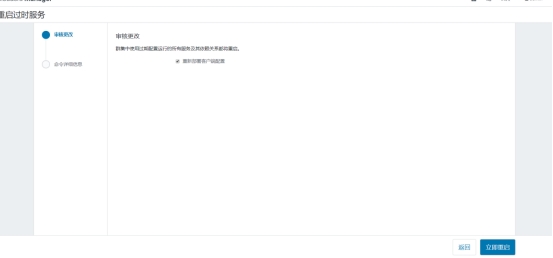 Manager
重启过时服务
审核更改
命令详细信息
审核更改
群集中使用过期配置运行的所有服务及其依赖关系都将重启。
重新部署客户端配置
返回
立即重启